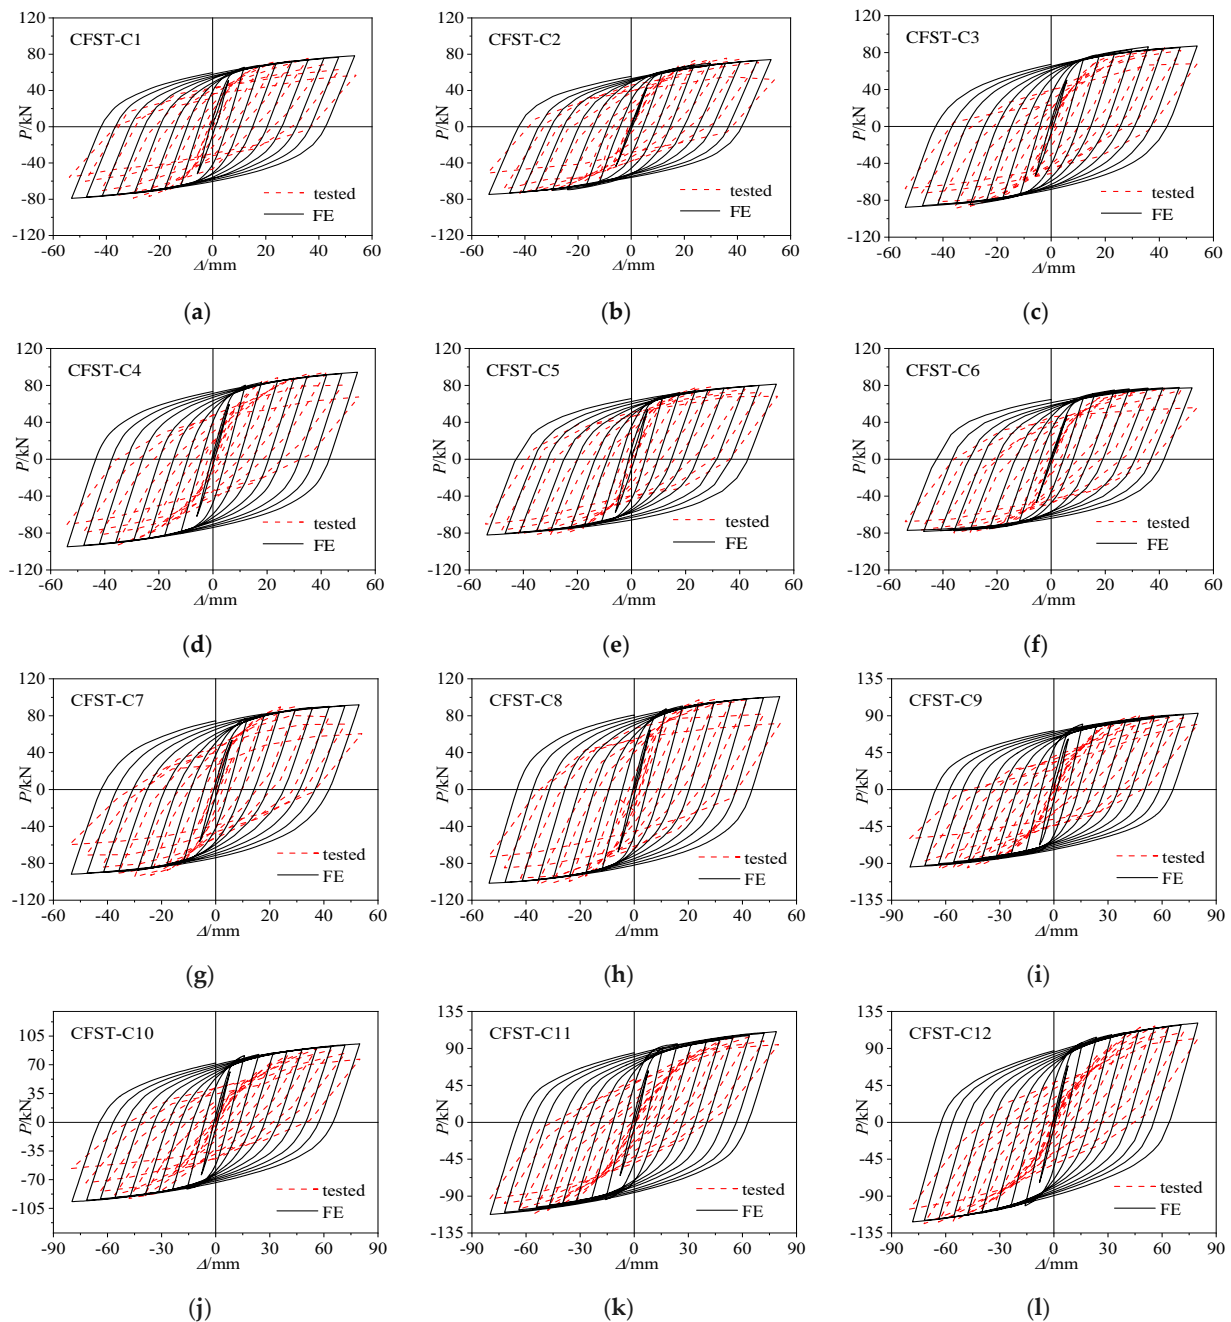 CFST-C1
P/kN
120
80
40
0
-40
-80
-120
-60 -40 -20 0 20 40 60
Δ/mm
tested
FE
(a)
CFST-C2
P/kN
120
80
40
0
-40
-80
-120
-60 -40 -20 0 20 40 60
Δ/mm
tested
FE
(b)
CFST-C3
P/kN
120
80
40
0
-40
-80
-120
-60 -40 -20 0 20 40 60
Δ/mm
tested
FE
(c)
CFST-C4
P/kN
120
80
40
0
-40
-80
-120
-60 -40 -20 0 20 40 60
Δ/mm
tested
FE
(d)
CFST-C5
P/kN
120
80
40
0
-40
-80
-120
-60 -40 -20 0 20 40 60
Δ/mm
tested
FE
(e)
CFST-C6
P/kN
120
80
40
0
-40
-80
-120
-60 -40 -20 0 20 40 60
Δ/mm
tested
FE
(f)
CFST-C7
P/kN
120
80
40
0
-40
-80
-120
-60 -40 -20 0 20 40 60
Δ/mm
tested
FE
(g)
CFST-C8
P/kN
120
80
40
0
-40
-80
-120
-60 -40 -20 0 20 40 60
Δ/mm
tested
FE
(h)
CFST-C9
P/kN
135
90
45
0
-45
-90
-135
-90 -60 -30 0 30 60 90
Δ/mm
tested
FE
(i)
CFST-C10
P/kN
105
70
35
0
-35
-70
-105
-90 -60 -30 0 30 60 90
Δ/mm
tested
FE
(j)
CFST-C11
P/kN
135
90
45
0
-45
-90
-135
-90 -60 -30 0 30 60 90
Δ/mm
tested
FE
(k)
CFST-C12
P/kN
135
90
45
0
-45
-90
-135
-90 -60 -30 0 30 60 90
Δ/mm
tested
FE
(l)